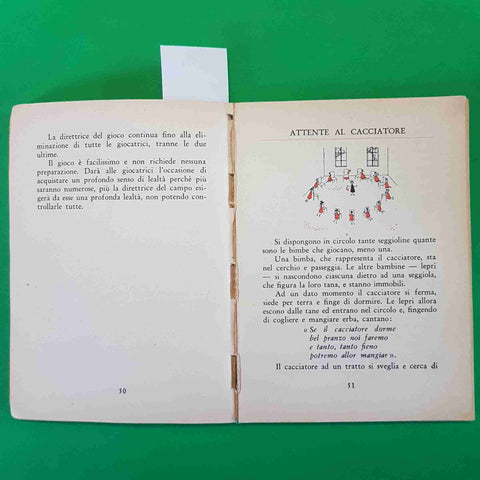 La direttrice del gioco continua fino alla eli-
minazione di tutte le giocatrici, tranne le due
ultime.
Il gioco è facilissimo e non richiede nessuna
preparazione. Darà alle giocatrici l'occasione di
acquistare un profondo senso di lealtà perchè più
saranno numerose, più la direttrice del campo esi-
gerà da esse una profonda lealtà, non potendo con-
trollarle tutte.
50
ATTENTE AL CACCIATORE
Si dispongono in circolo tante seggioline quante
sono le bimbe che giocano, meno una.
Una bimba, che rappresenta il cacciatore, sta
nel cerchio e passeggia. Le altre bambine — lepri
— si nascondono ciascuna dietro ad una seggiola,
che figura la loro tana, e stanno immobili.
Ad un dato momento il cacciatore si ferma,
siede per terra e finge di dormire. Le lepri allora
escono dalle tane ed entrano nel circolo e, fingendo
di cogliere e mangiare erba, cantano:
« Se il cacciatore dorme
bel pranzo noi faremo
e tanto, tanto fieno
potremo allor mangiar ».
Il cacciatore ad un tratto si sveglia e cerca di
51